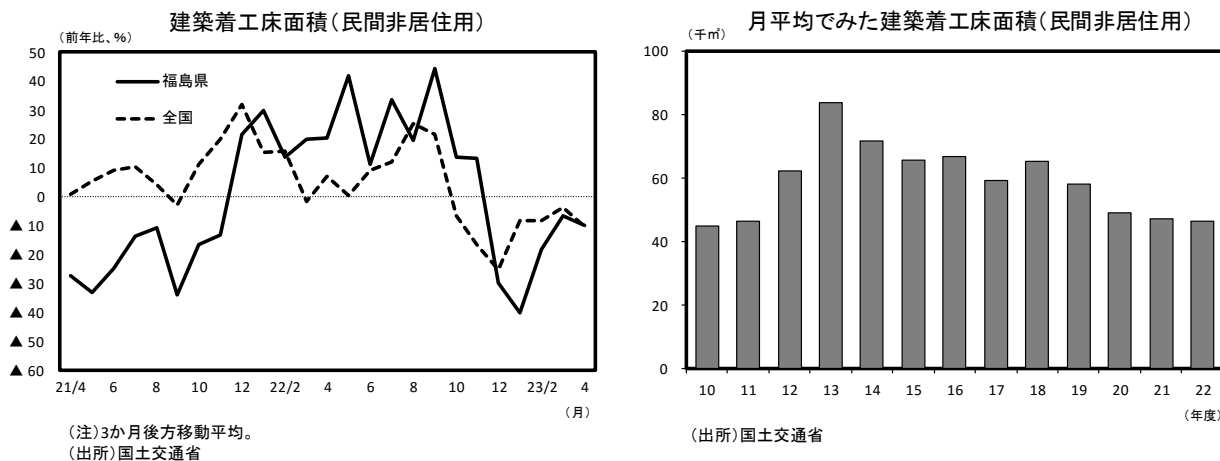 建築着工床面積(民間非居住用)
(前年比、%)
50
40
30
20
10
0
▲ 10
▲ 20
▲ 30
▲ 40
▲ 50
▲ 60
福島県
全国
21/4 6 8 10 12 22/2 4 6 8 10 12 23/2 4
(月)
(注)3か月後方移動平均。
(出所)国土交通省
月平均でみた建築着工床面積(民間非居住用)
(千㎡)
100
80
60
40
20
0
10 11 12 13 14 15 16 17 18 19 20 21 22
(年度)
(出所)国土交通省